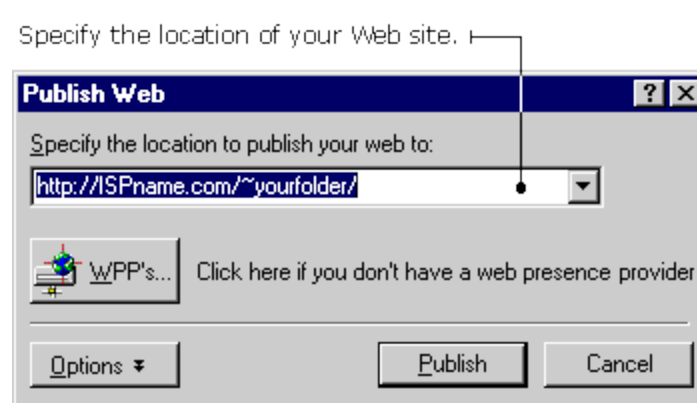 Specify the location of your Web site.
Publish Web
Specify the location to publish your web to:
http://ISPname.com/~yourfolder/
WPP's... Click here if you don't have a web presence provider
Options Publish Cancel